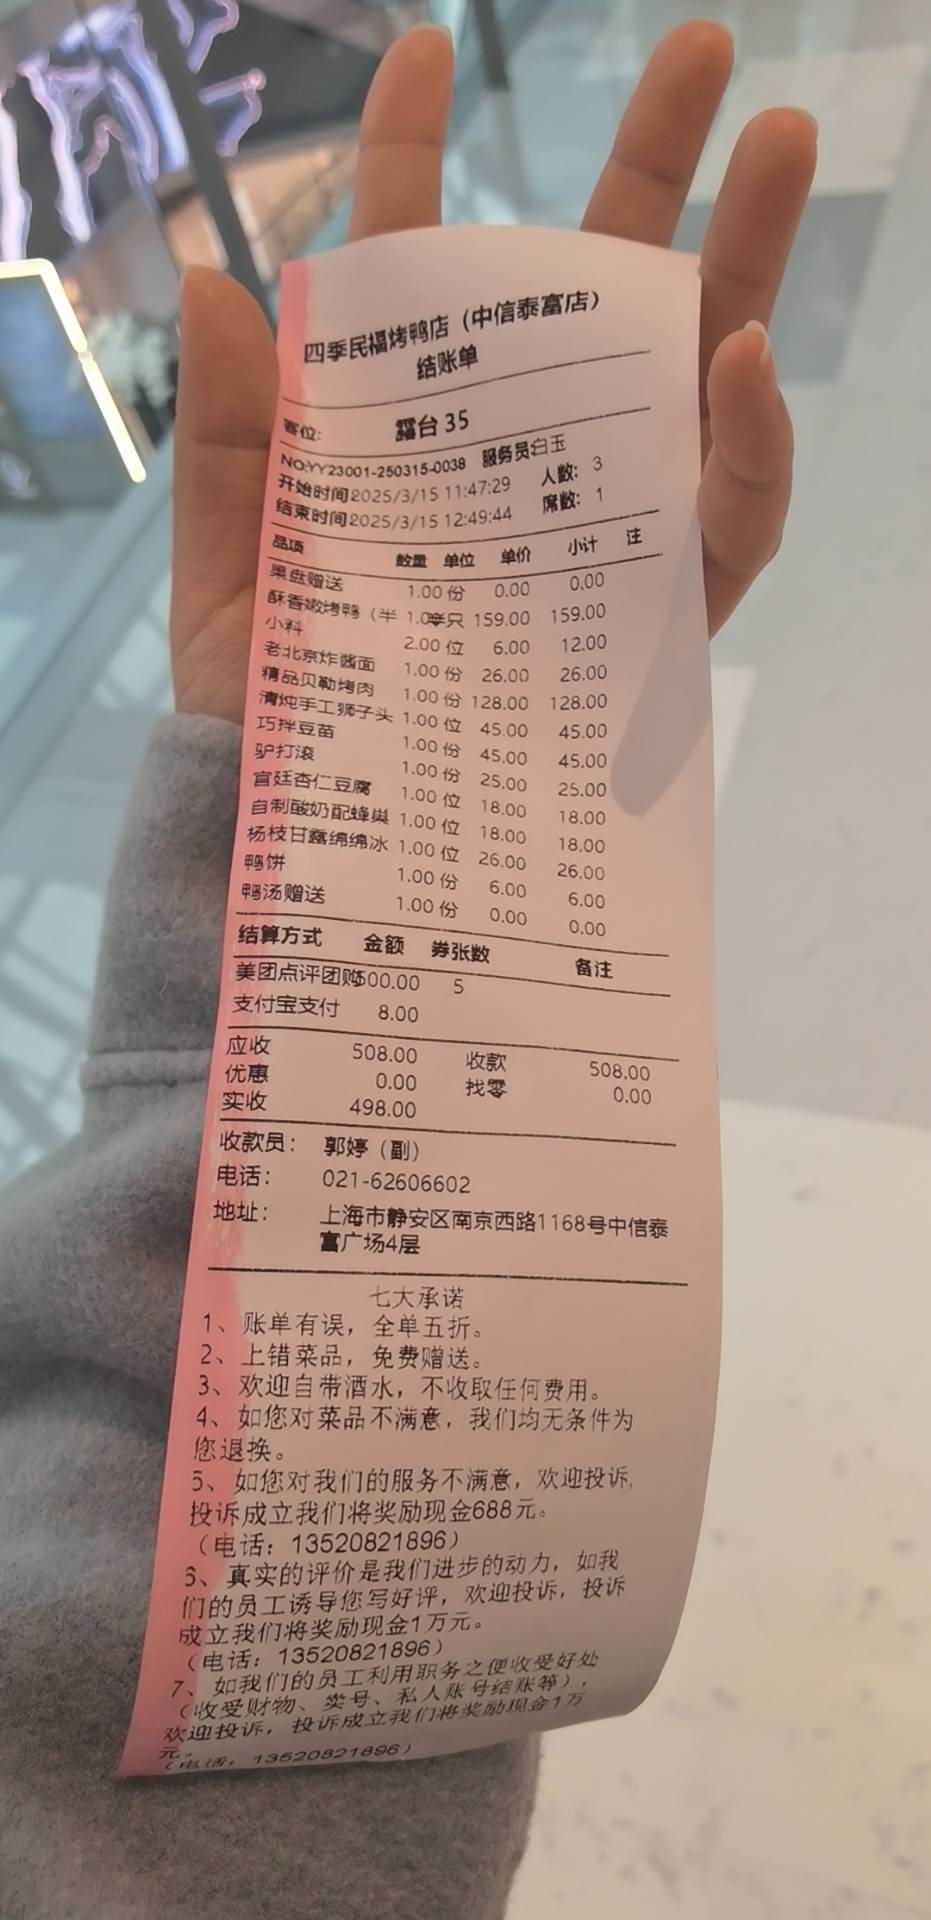 四季民福烤鸭店（中信泰富店）
结账单
客位: 露台 35
NO:YY23001-250315-0038 服务员:白玉
开始时间:2025/3/15 11:47:29 人数: 3
结束时间:2025/3/15 12:49:44 席数: 1
品项 数量 单位 单价 小计 注
果盘赠送 1.00 份 0.00 0.00
酥香嫩烤鸭（半 1.00 半只 159.00 159.00
小料 2.00 位 6.00 12.00
老北京炸酱面 1.00 份 26.00 26.00
精品贝勒烤肉 1.00 份 128.00 128.00
清炖手工狮子头 1.00 位 45.00 45.00
巧拌豆苗 1.00 份 45.00 45.00
驴打滚 1.00 份 25.00 25.00
宫廷杏仁豆腐 1.00 位 18.00 18.00
自制酸奶配蜂巢 1.00 位 18.00 18.00
杨枝甘露绵绵冰 1.00 位 26.00 26.00
鸭饼 1.00 份 6.00 6.00
鸭汤赠送 1.00 份 0.00 0.00
结算方式 金额 券张数 备注
美团点评团购 500.00 5
支付宝支付 8.00
应收 508.00 收款 508.00
优惠 0.00 找零 0.00
实收 498.00
收款员： 郭婷（副）
电话： 021-62606602
地址： 上海市静安区南京西路1168号中信泰
富广场4层
七大承诺
1、账单有误，全单五折。
2、上错菜品，免费赠送。
3、欢迎自带酒水，不收取任何费用。
4、如您对菜品不满意，我们均无条件为
您退换。
5、如您对我们的服务不满意，欢迎投诉，
投诉成立我们将奖励现金688元。
（电话：13520821896）
6、真实的评价是我们进步的动力，如我
们的员工诱导您写好评，欢迎投诉，投诉
成立我们将奖励现金1万元。
（电话：13520821896）
7、如我们的员工利用职务之便收受好处
（收受财物、卖号、私人账号结账等），
欢迎投诉，投诉成立我们将奖励现金1万
元。
（电话：13520821896）